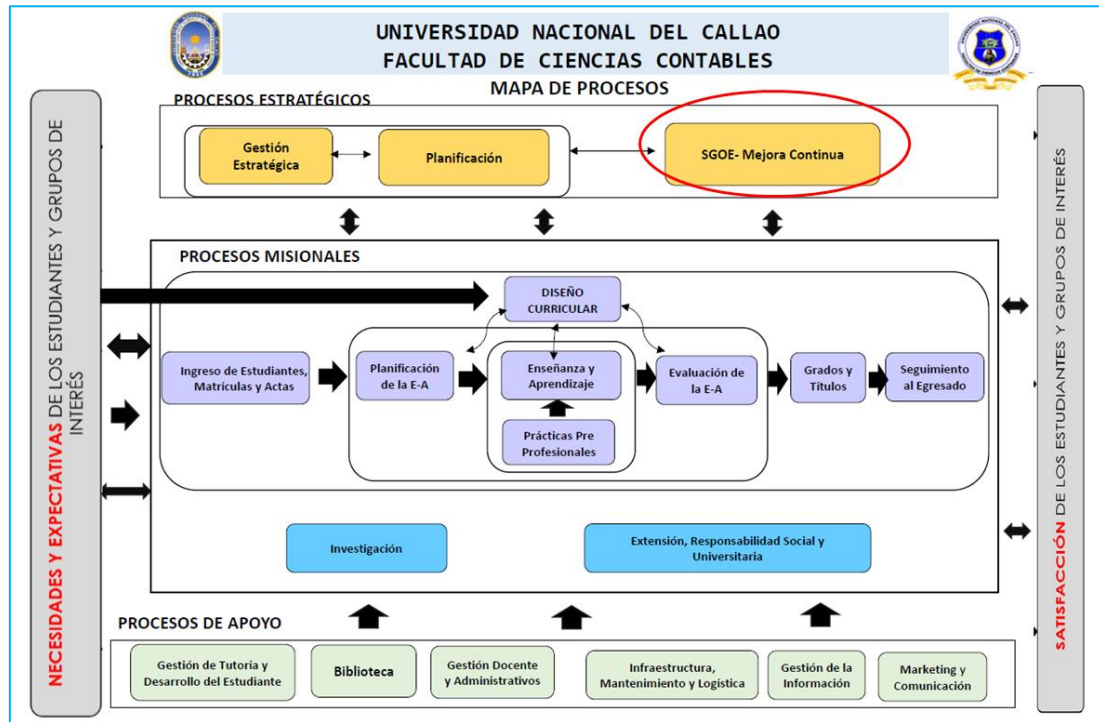 UNIVERSIDAD NACIONAL DEL CALLAO
FACULTAD DE CIENCIAS CONTABLES
MAPA DE PROCESOS
NECESIDADES Y EXPECTATIVAS DE LOS ESTUDIANTES Y GRUPOS DE
INTERÉS
PROCESOS ESTRATÉGICOS
Gestión
Estratégica
Planificación
SGOE- Mejora Continua
PROCESOS MISIONALES
DISEÑO
CURRICULAR
Ingreso de Estudiantes,
Matrículas y Actas
Planificación
de la E-A
Enseñanza y
Aprendizaje
Evaluación de
la E-A
Grados y
Títulos
Seguimiento
al Egresado
Prácticas Pre
Profesionales
Investigación
Extensión, Responsabilidad Social y
Universitaria
PROCESOS DE APOYO
Gestión de Tutoría y
Desarrollo del Estudiante
Biblioteca
Gestión Docente
y Administrativos
Infraestructura,
Mantenimiento y Logística
Gestión de la
Información
Marketing y
Comunicación
SATISFACCIÓN DE LOS ESTUDIANTES Y GRUPOS DE INTERÉS